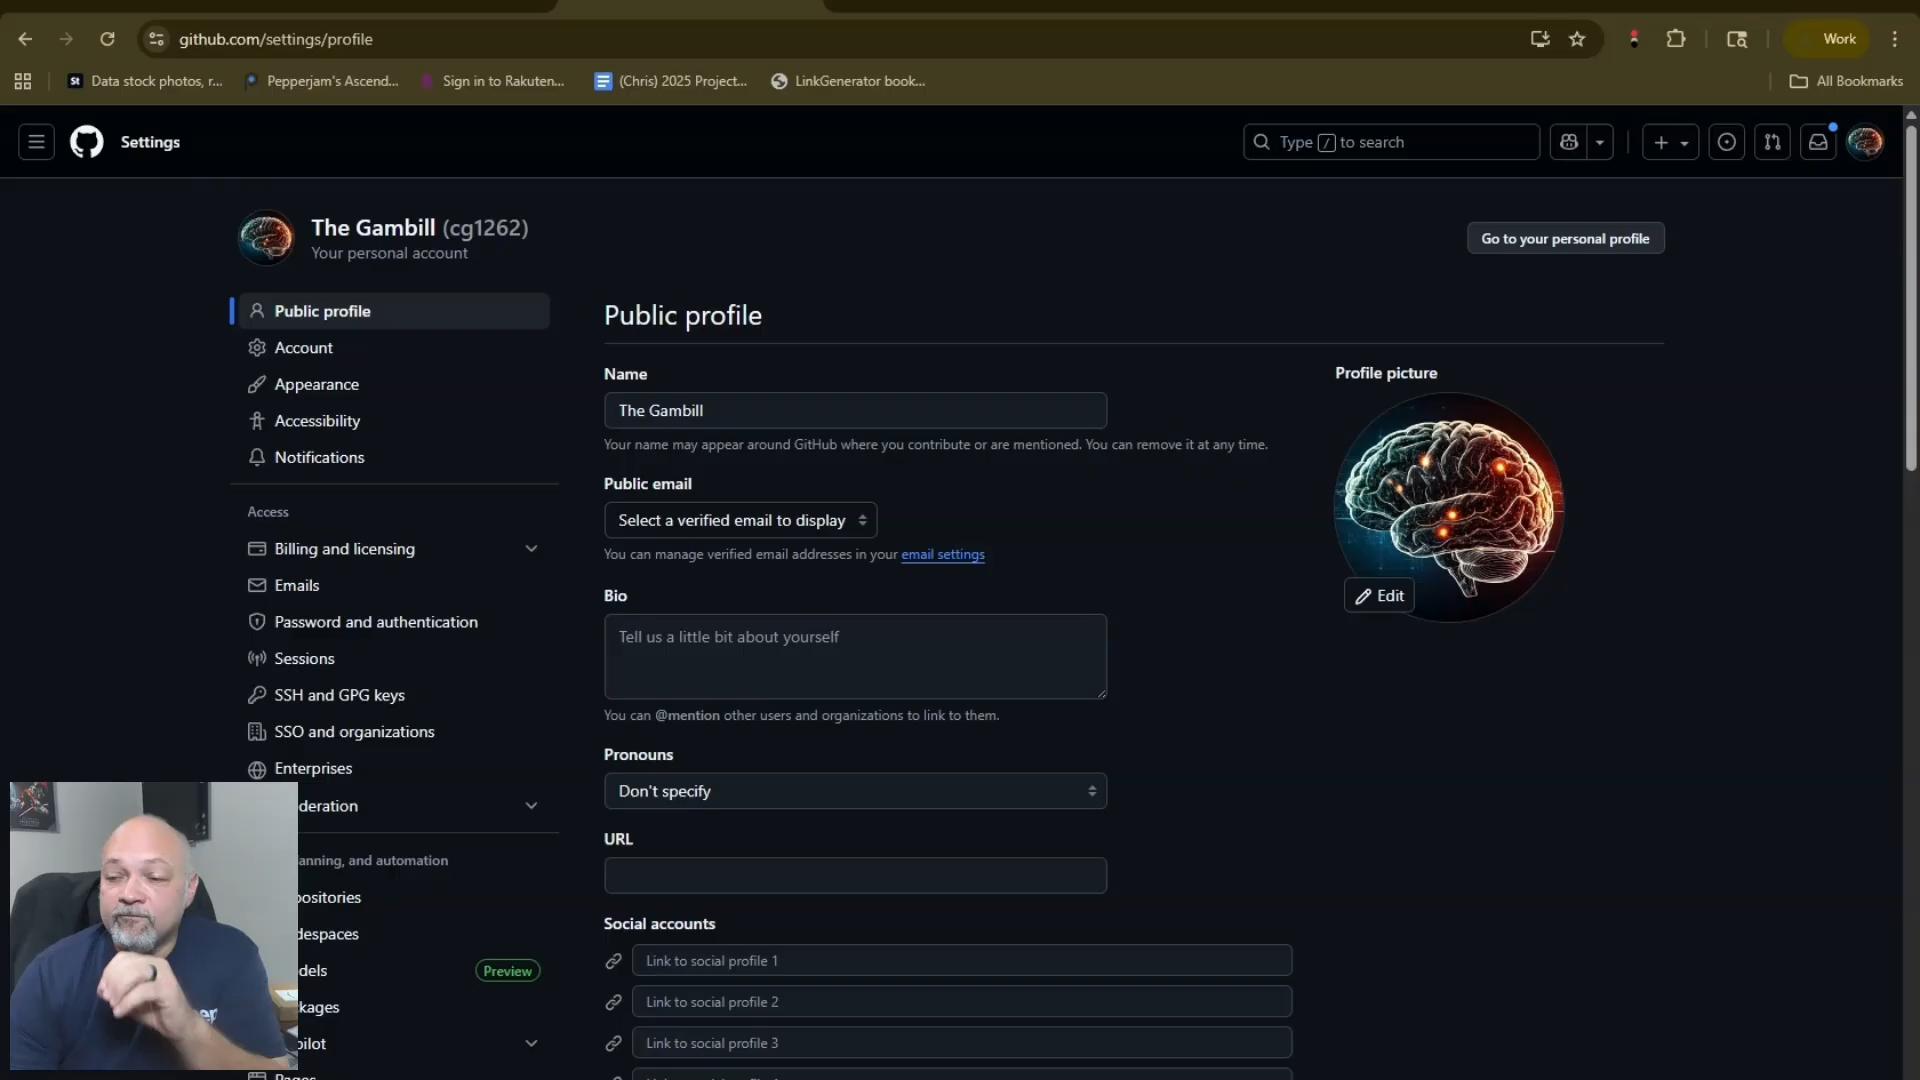 github.com/settings/profile
Work
Data stock photos, r...
Pepperjam's Ascend...
Sign in to Rakuten...
(Chris) 2025 Project...
LinkGenerator book...
All Bookmarks
Settings
Type / to search
The Gambill (cg1262)
Your personal account
Go to your personal profile
Public profile
Account
Appearance
Accessibility
Notifications
Access
Billing and licensing
Emails
Password and authentication
Sessions
SSH and GPG keys
SSO and organizations
Enterprises
deration
anning, and automation
ositories
despaces
dels
Preview
kages
pilot
Pages
Public profile
Name
The Gambill
Your name may appear around GitHub where you contribute or are mentioned. You can remove it at any time.
Public email
Select a verified email to display
You can manage verified email addresses in your email settings
Bio
Tell us a little bit about yourself
You can @mention other users and organizations to link to them.
Pronouns
Don't specify
URL
Social accounts
Link to social profile 1
Link to social profile 2
Link to social profile 3
Profile picture
Edit